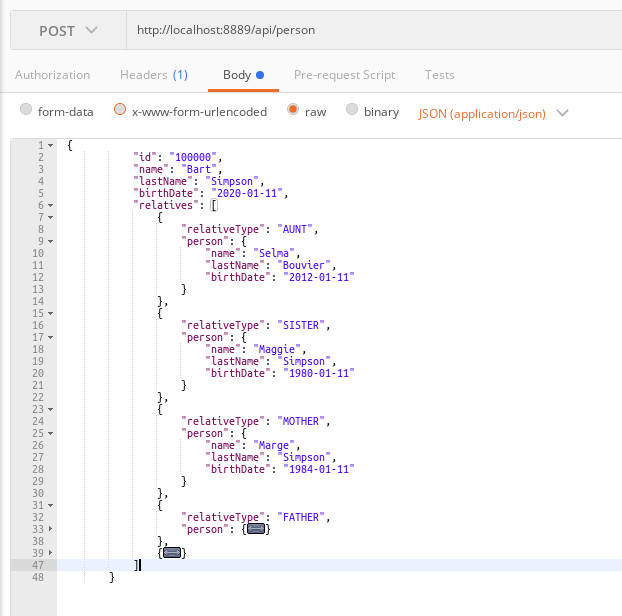 POST http://localhost:8889/api/person
Authorization Headers (1) Body Pre-request Script Tests
form-data x-www-form-urlencoded raw binary JSON (application/json)
1 {
2 "id": "100000",
3 "name": "Bart",
4 "lastName": "Simpson",
5 "birthDate": "2020-01-11",
6 "relatives": [
7 {
8 "relativeType": "AUNT",
9 "person": {
10 "name": "Selma",
11 "lastName": "Bouvier",
12 "birthDate": "2012-01-11"
13 }
14 },
15 {
16 "relativeType": "SISTER",
17 "person": {
18 "name": "Maggie",
19 "lastName": "Simpson",
20 "birthDate": "1980-01-11"
21 }
22 },
23 {
24 "relativeType": "MOTHER",
25 "person": {
26 "name": "Marge",
27 "lastName": "Simpson",
28 "birthDate": "1984-01-11"
29 }
30 },
31 {
32 "relativeType": "FATHER",
33 "person": {}
38 },
39 {}
47 ]
48 }